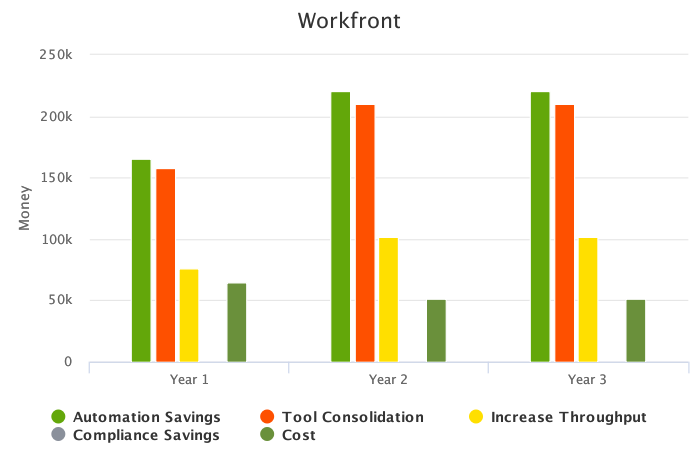 Workfront
250k
200k
150k
100k
50k
0
Money
Year 1 Year 2 Year 3
Automation Savings Tool Consolidation Increase Throughput
Compliance Savings Cost